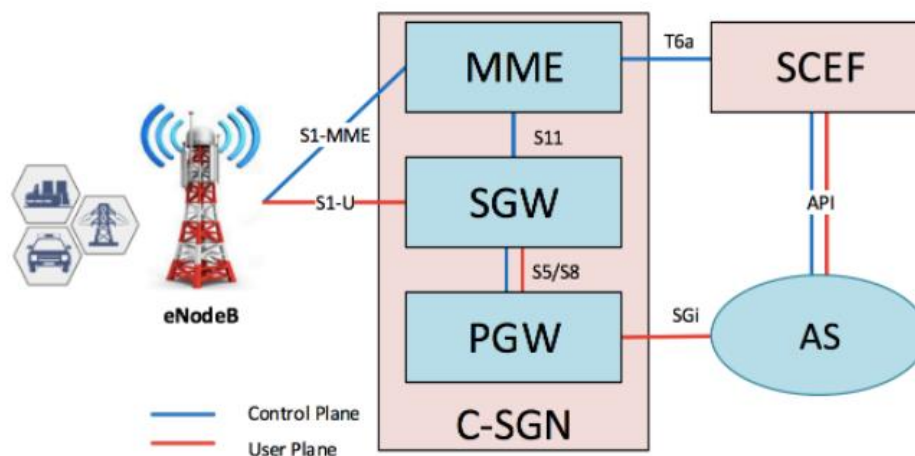 MME
T6a
SCEF
S1-MME
S11
S1-U
SGW
API
S5/S8
eNodeB
PGW
SGi
AS
Control Plane
C-SGN
User Plane